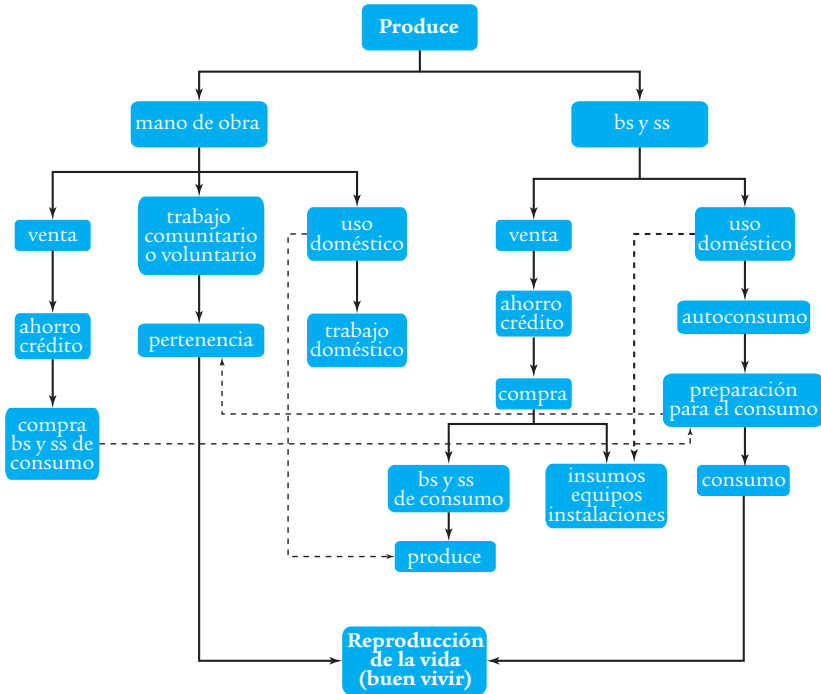 Produce
mano de obra
bs y ss
venta
trabajo
comunitario
o voluntario
uso
doméstico
venta
uso
doméstico
ahorro
crédito
pertenencia
trabajo
doméstico
ahorro
crédito
autoconsumo
compra
bs y ss de
consumo
compra
preparación
para el consumo
bs y ss
de consumo
insumos
equipos
instalaciones
consumo
produce
Reproducción
de la vida
(buen vivir)